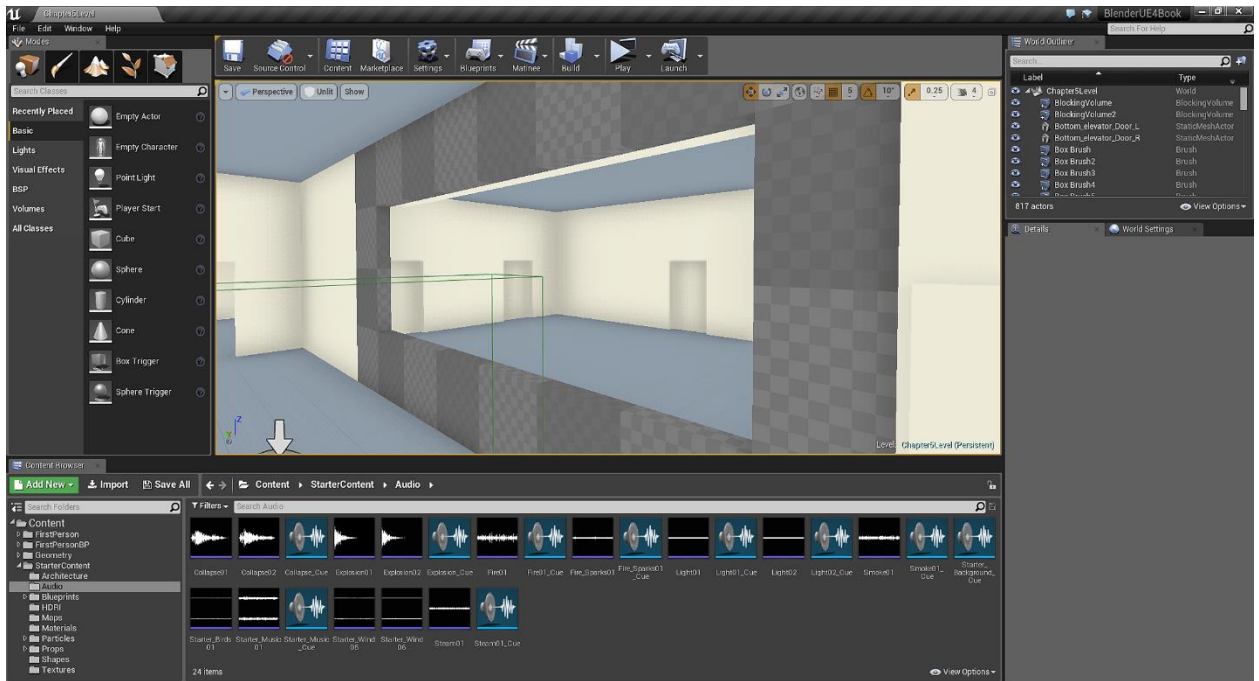 Chapter5Level
BlenderUE4Book
File Edit Window Help
Search For Help
Modes
Search Classes
Recently Placed
Basic
Lights
Visual Effects
BSP
Volumes
All Classes
Empty Actor
Empty Character
Point Light
Player Start
Cube
Sphere
Cylinder
Cone
Box Trigger
Sphere Trigger
Save Source Control Content Marketplace Settings Blueprints Matinee Build Play Launch
Perspective Unlit Show
5 10° 0.25 4
Z
Level: Chapter5Level (Persistent)
World Outliner
Search...
Label Type
Chapter5Level World
BlockingVolume BlockingVolume
BlockingVolume2 BlockingVolume
Bottom_elevator_Door_L StaticMeshActor
Bottom_elevator_Door_R StaticMeshActor
Box Brush Brush
Box Brush2 Brush
Box Brush3 Brush
Box Brush4 Brush
817 actors View Options
Details World Settings
Content Browser
Add New Import Save All Content StarterContent Audio
Search Folders
Content
FirstPerson
FirstPersonBP
Geometry
StarterContent
Architecture
Audio
Blueprints
HDRI
Maps
Materials
Particles
Props
Shapes
Textures
Filters Search Audio
Collapse01 Collapse02 Collapse_Cue Explosion01 Explosion02 Explosion_Cue Fire01 Fire01_Cue Fire_Sparks01 Fire_Sparks01_Cue Light01 Light01_Cue Light02 Light02_Cue Smoke01 Smoke01_Cue Starter_Background_Cue
Starter_Birds01 Starter_Music01 Starter_Music_Cue Starter_Wind05 Starter_Wind06 Steam01 Steam01_Cue
24 items View Options